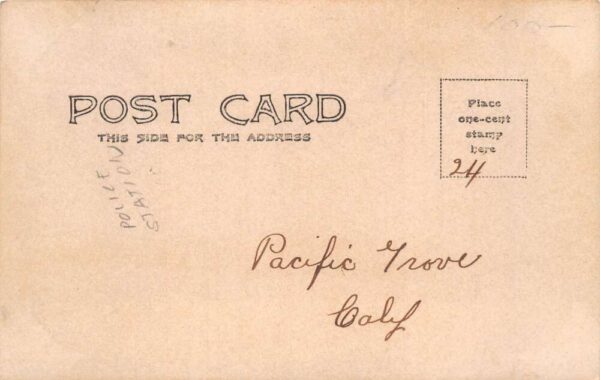 POST CARD
THIS SIDE FOR THE ADDRESS
Place
one-cent
stamp
here
24
POLICE
STATION
Pacific Grove
Calif